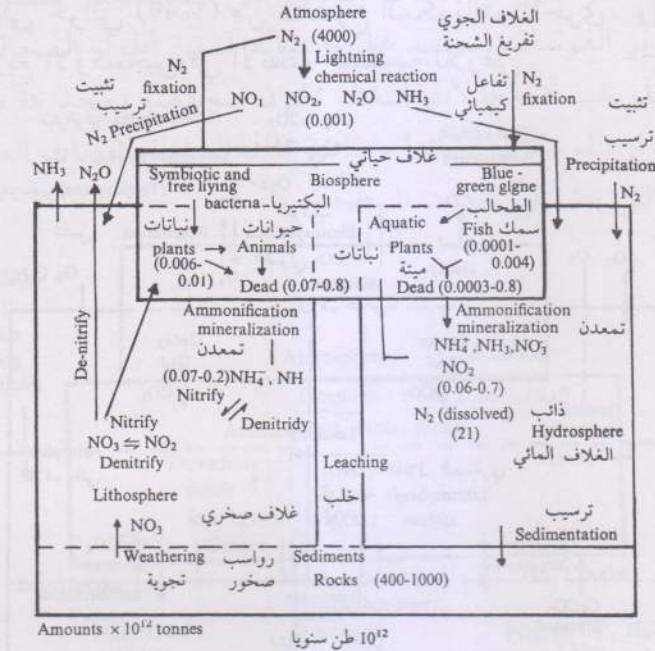 Atmosphere
الغلاف الجوي
N₂ (4000)
تفريغ الشحنة
Lightning
chemical reaction
تفاعل
كيميائي
N₂
fixation
N₂
fixation
تثبيت
ترسيب
N₂ Precipitation
NO₁ NO₂, N₂O NH₃
(0.001)
تثبيت
ترسيب
Precipitation
N₂
NH₃
N₂O
غلاف حياتي
Symbiotic and
free liying
bacteria
البكتيريا
Biosphere
Blue -
green glgne
الطحالب
Aquatic
سمك Fish
(0.0001-
0.004)
نباتات
حيوانات
plants → Animals
(0.006-
0.01)
Dead (0.07-0.8)
Plants
نباتات
ميتة
Dead (0.0003-0.8)
De-nitrify
Ammonification
mineralization
تمعدن
(0.07-0.2)NH₄⁻, NH
Nitrify
Denitridy
Ammonification
mineralization
تمعدن
NH₄⁺,NH₃,NO₃⁻
NO₂
(0.06-0.7)
N₂ (dissolved)
(21)
ذائب
Hydrosphere
الغلاف المائي
Nitrify
NO₃ ⇋ NO₂
Denitrify
Leaching
خلب
Lithosphere
غلاف صخري
NO₃
ترسيب
Sedimentation
Weathering
تجوية
رواسب
صخور
Sediments
Rocks (400-1000)
Amounts × 10¹² tonnes
10¹² طن سنويا